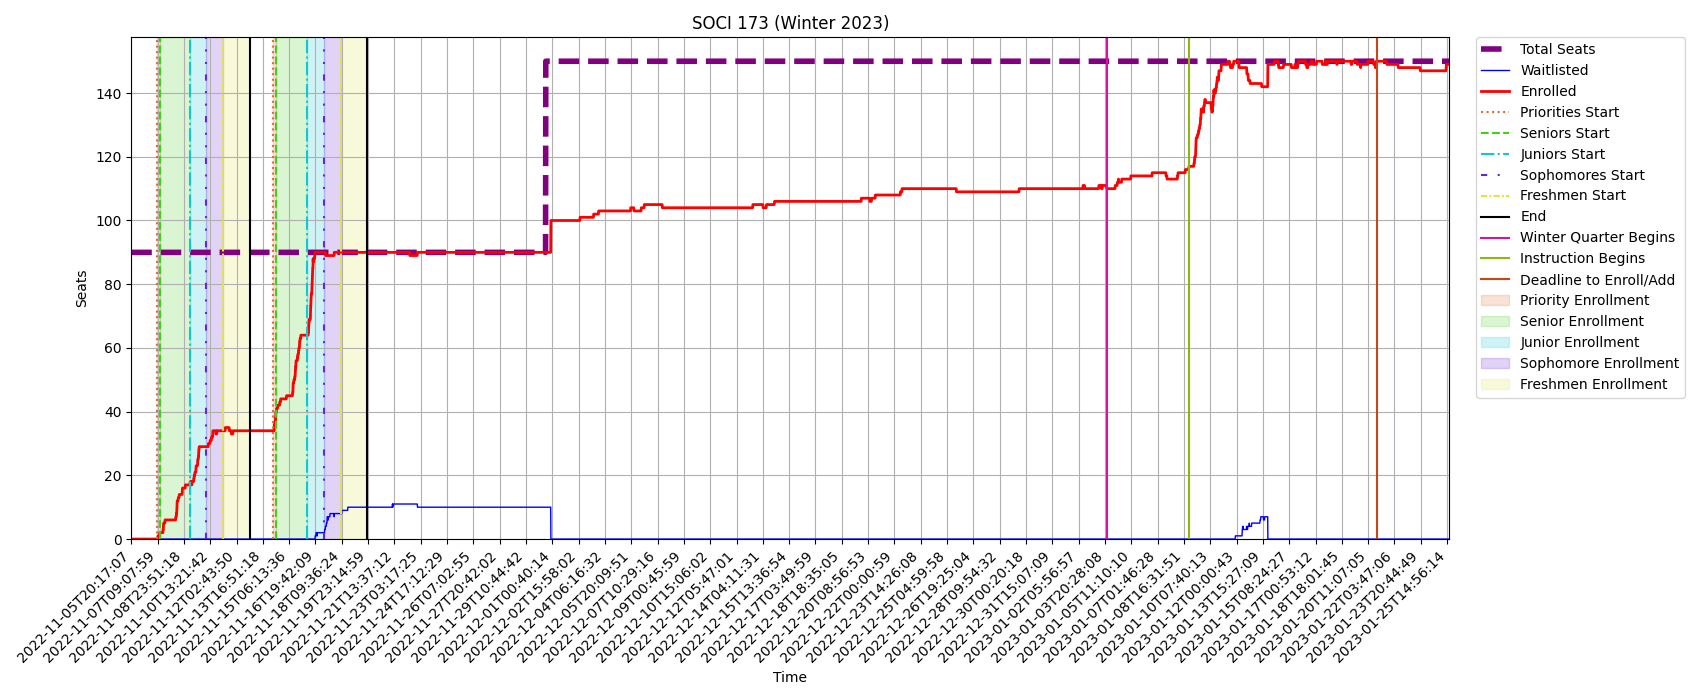 SOCI 173 (Winter 2023)
Seats
140
120
100
80
60
40
20
0
2022-11-05T20:17:07
2022-11-07T09:07:59
2022-11-08T23:51:18
2022-11-10T13:21:42
2022-11-12T02:43:50
2022-11-13T16:51:18
2022-11-15T06:13:36
2022-11-16T19:42:09
2022-11-18T09:36:24
2022-11-19T23:14:59
2022-11-21T13:37:12
2022-11-23T03:17:25
2022-11-24T17:12:29
2022-11-26T07:02:55
2022-11-27T20:42:02
2022-11-29T10:44:42
2022-12-01T00:40:14
2022-12-02T15:58:02
2022-12-04T06:16:32
2022-12-05T20:09:51
2022-12-07T10:29:16
2022-12-09T00:45:59
2022-12-10T15:06:02
2022-12-12T05:47:01
2022-12-14T04:11:31
2022-12-15T13:36:54
2022-12-17T03:49:59
2022-12-18T18:35:05
2022-12-20T08:56:53
2022-12-22T00:00:59
2022-12-23T14:26:08
2022-12-25T04:59:58
2022-12-26T19:25:04
2022-12-28T09:54:32
2022-12-30T00:20:18
2022-12-31T15:07:09
2023-01-02T05:56:57
2023-01-03T20:28:08
2023-01-05T11:10:10
2023-01-07T01:46:28
2023-01-08T16:31:51
2023-01-10T07:40:13
2023-01-12T00:00:43
2023-01-13T15:27:09
2023-01-15T08:24:27
2023-01-17T00:53:12
2023-01-18T18:01:45
2023-01-20T11:07:05
2023-01-22T03:47:06
2023-01-23T20:44:49
2023-01-25T14:56:14
Time
Total Seats
Waitlisted
Enrolled
Priorities Start
Seniors Start
Juniors Start
Sophomores Start
Freshmen Start
End
Winter Quarter Begins
Instruction Begins
Deadline to Enroll/Add
Priority Enrollment
Senior Enrollment
Junior Enrollment
Sophomore Enrollment
Freshmen Enrollment